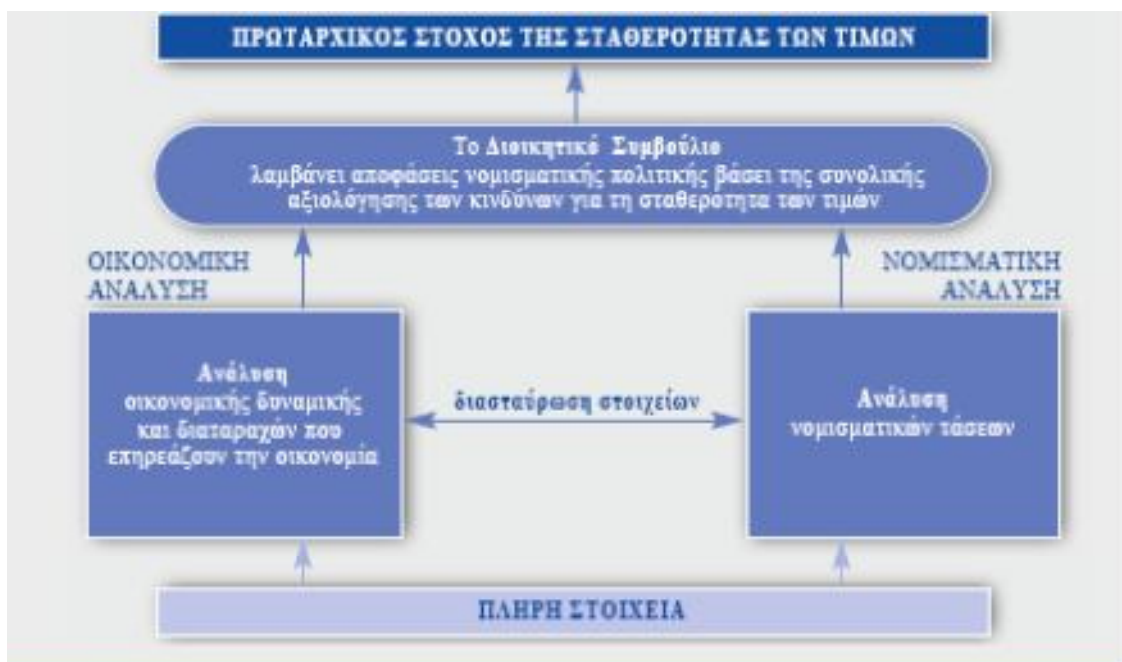 ΠΡΩΤΑΡΧΙΚΟΣ ΣΤΟΧΟΣ ΤΗΣ ΣΤΑΘΕΡΟΤΗΤΑΣ ΤΩΝ ΤΙΜΩΝ
Το Διοικητικό Συμβούλιο
λαμβάνει αποφάσεις νομισματικής πολιτικής βάσει της συνολικής
αξιολόγησης των κινδύνων για τη σταθερότητα των τιμών
ΟΙΚΟΝΟΜΙΚΗ
ΑΝΑΛΥΣΗ
ΝΟΜΙΣΜΑΤΙΚΗ
ΑΝΑΛΥΣΗ
Ανάλυση
οικονομικής δυναμικής
και διαταραχών που
επηρεάζουν την οικονομία
διασταύρωση στοιχείων
Ανάλυση
νομισματικών τάσεων
ΠΛΗΡΗ ΣΤΟΙΧΕΙΑ